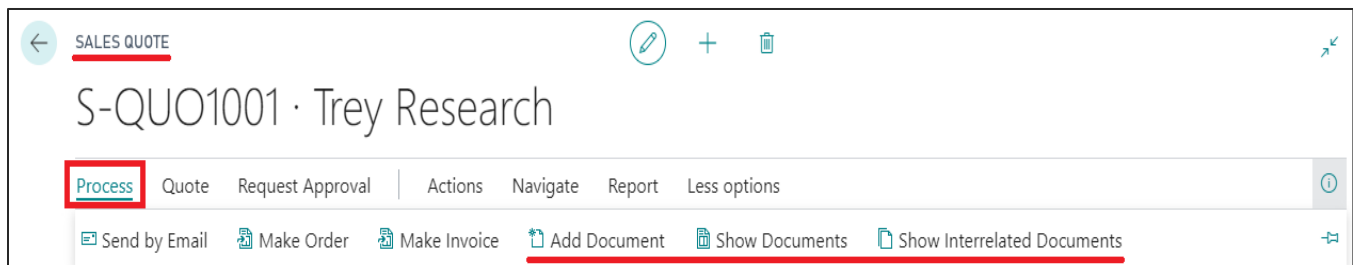 SALES QUOTE
S-QUO1001 · Trey Research
Process Quote Request Approval Actions Navigate Report Less options
Send by Email Make Order Make Invoice Add Document Show Documents Show Interrelated Documents